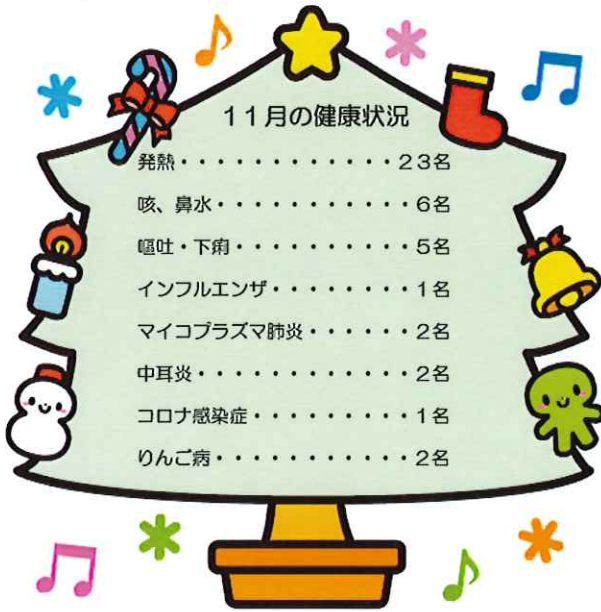 11月の健康状況
発熱・・・・・・・・・・・・23名
咳、鼻水・・・・・・・・・・・6名
嘔吐・下痢・・・・・・・・・・5名
インフルエンザ・・・・・・・・1名
マイコプラズマ肺炎・・・・・・2名
中耳炎・・・・・・・・・・・・2名
コロナ感染症・・・・・・・・・1名
りんご病・・・・・・・・・・・2名